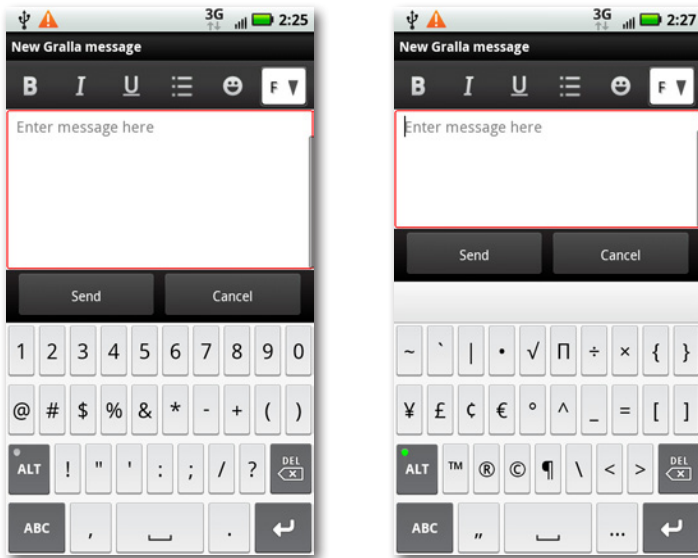 3G 2:25
New Gralla message
B I U F
Enter message here
Send Cancel
1 2 3 4 5 6 7 8 9 0
@ # $ % & * - + ( )
ALT ! " ' : ; / ? DEL
ABC , .
3G 2:27
New Gralla message
B I U F
Enter message here
Send Cancel
~ ` | • √ Π ÷ × { }
¥ £ ¢ € ° ^ _ = [ ]
ALT ™ ® © ¶ \ < > DEL
ABC „ …